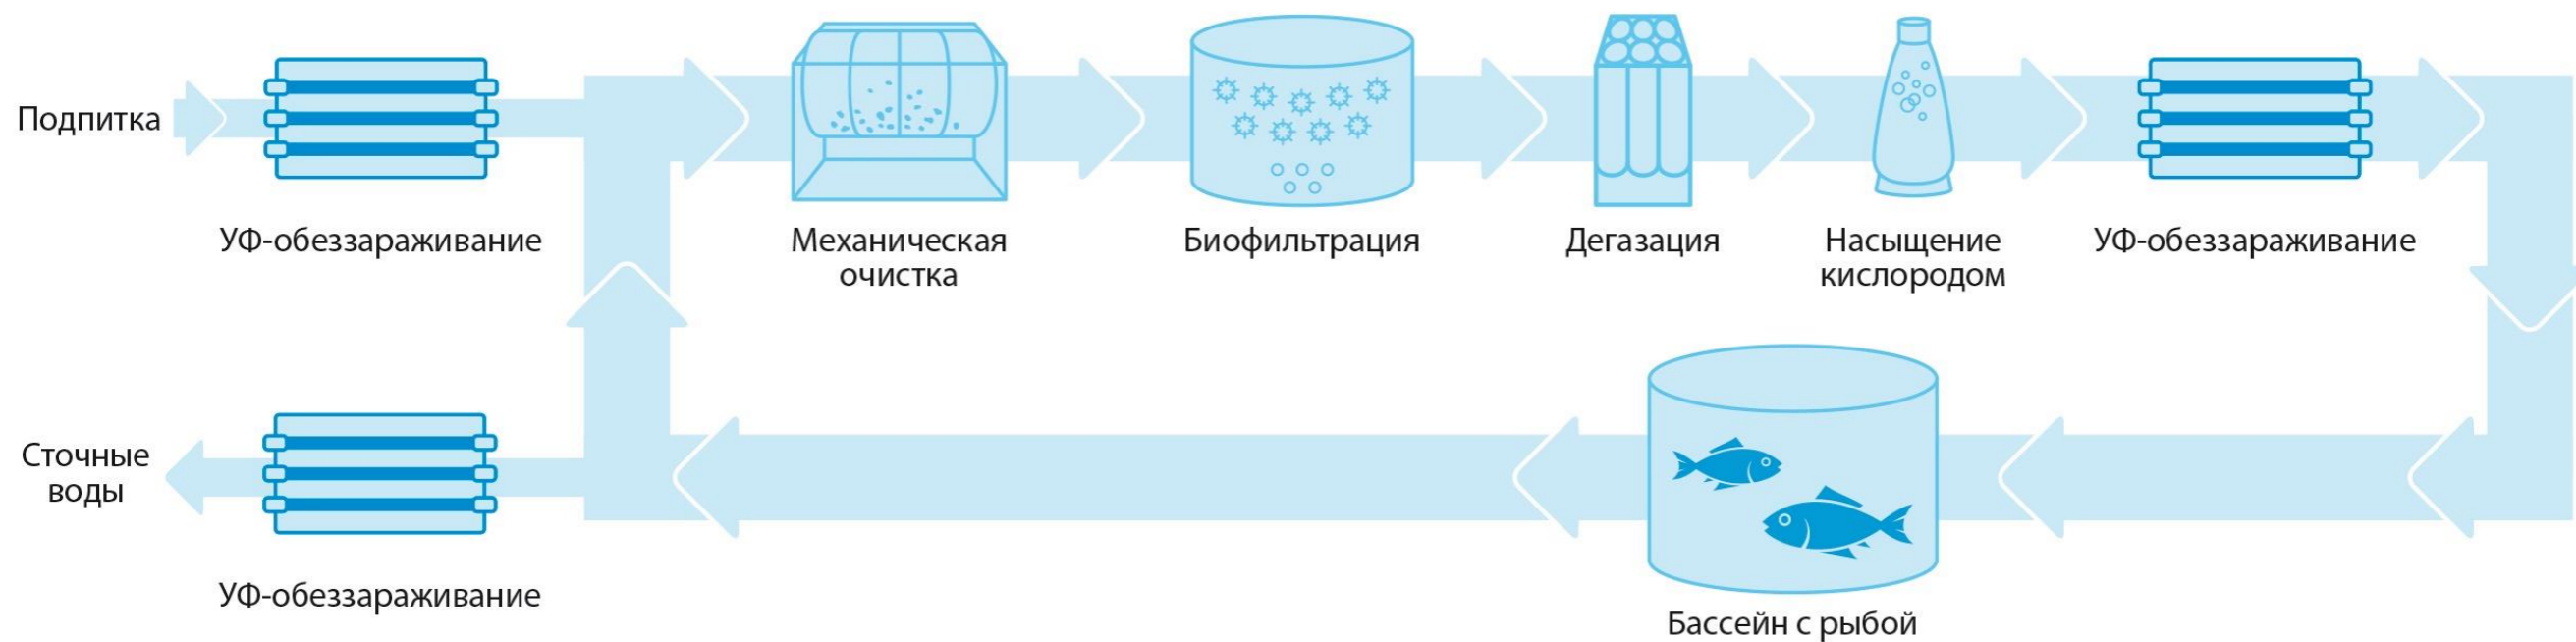 Подпитка
УФ-обеззараживание
Механическая
очистка
Биофильтрация
Дегазация
Насыщение
кислородом
УФ-обеззараживание
Сточные
воды
УФ-обеззараживание
Бассейн с рыбой